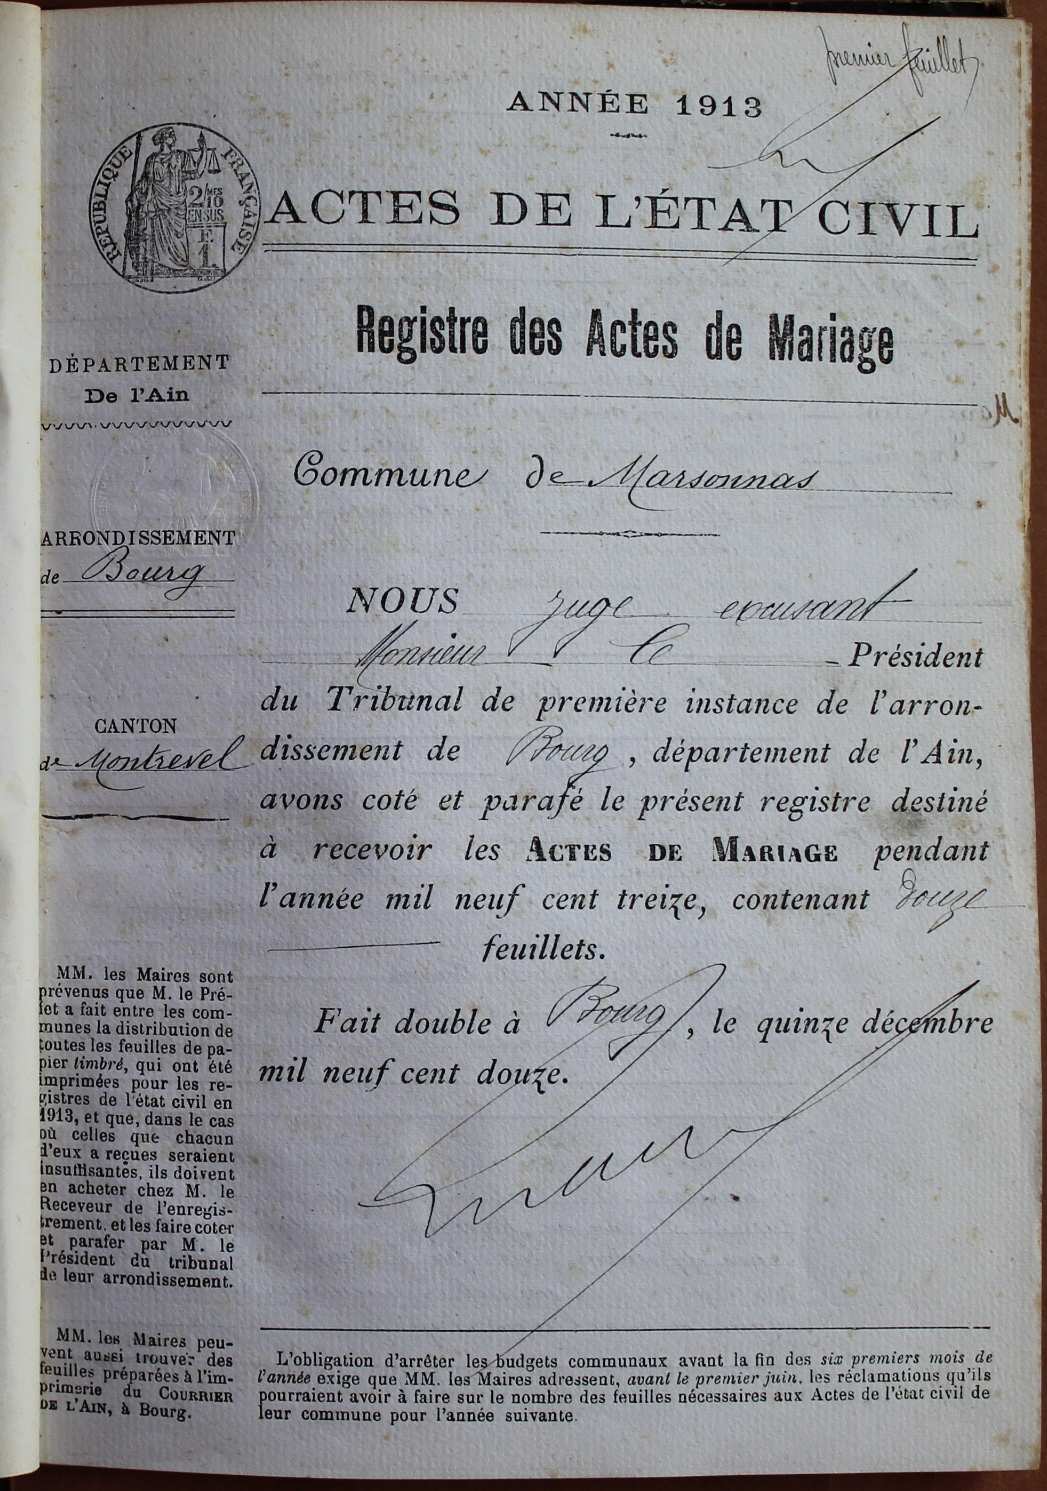 premier feuillet
ANNÉE 1913
RÉPUBLIQUE FRANÇAISE
2/10 MES
EN SUS
F.
1
ACTES DE L'ÉTAT CIVIL
Registre des Actes de Mariage
DÉPARTEMENT
De l'Ain
Commune de Marsonnas
ARRONDISSEMENT
de Bourg
CANTON
de Montrevel
NOUS juge excusant
Monsieur le Président
du Tribunal de première instance de l'arron-
dissement de Bourg, département de l'Ain,
avons coté et parafé le présent registre destiné
à recevoir les ACTES DE MARIAGE pendant
l'année mil neuf cent treize, contenant douze
feuillets.
Fait double à Bourg, le quinze décembre
mil neuf cent douze.
MM. les Maires sont
prévenus que M. le Pré-
fet a fait entre les com-
munes la distribution de
toutes les feuilles de pa-
pier timbré, qui ont été
imprimées pour les re-
gistres de l'état civil en
1913, et que, dans le cas
où celles que chacun
d'eux a reçues seraient
insuffisantes, ils doivent
en acheter chez M. le
Receveur de l'enregis-
trement, et les faire coter
et parafer par M. le
Président du tribunal
de leur arrondissement.
MM. les Maires peu-
vent aussi trouver des
feuilles préparées à l'im-
primerie du COURRIER
DE L'AIN, à Bourg.
L'obligation d'arrêter les budgets communaux avant la fin des six premiers mois de
l'année exige que MM. les Maires adressent, avant le premier juin, les réclamations qu'ils
pourraient avoir à faire sur le nombre des feuilles nécessaires aux Actes de l'état civil de
leur commune pour l'année suivante.